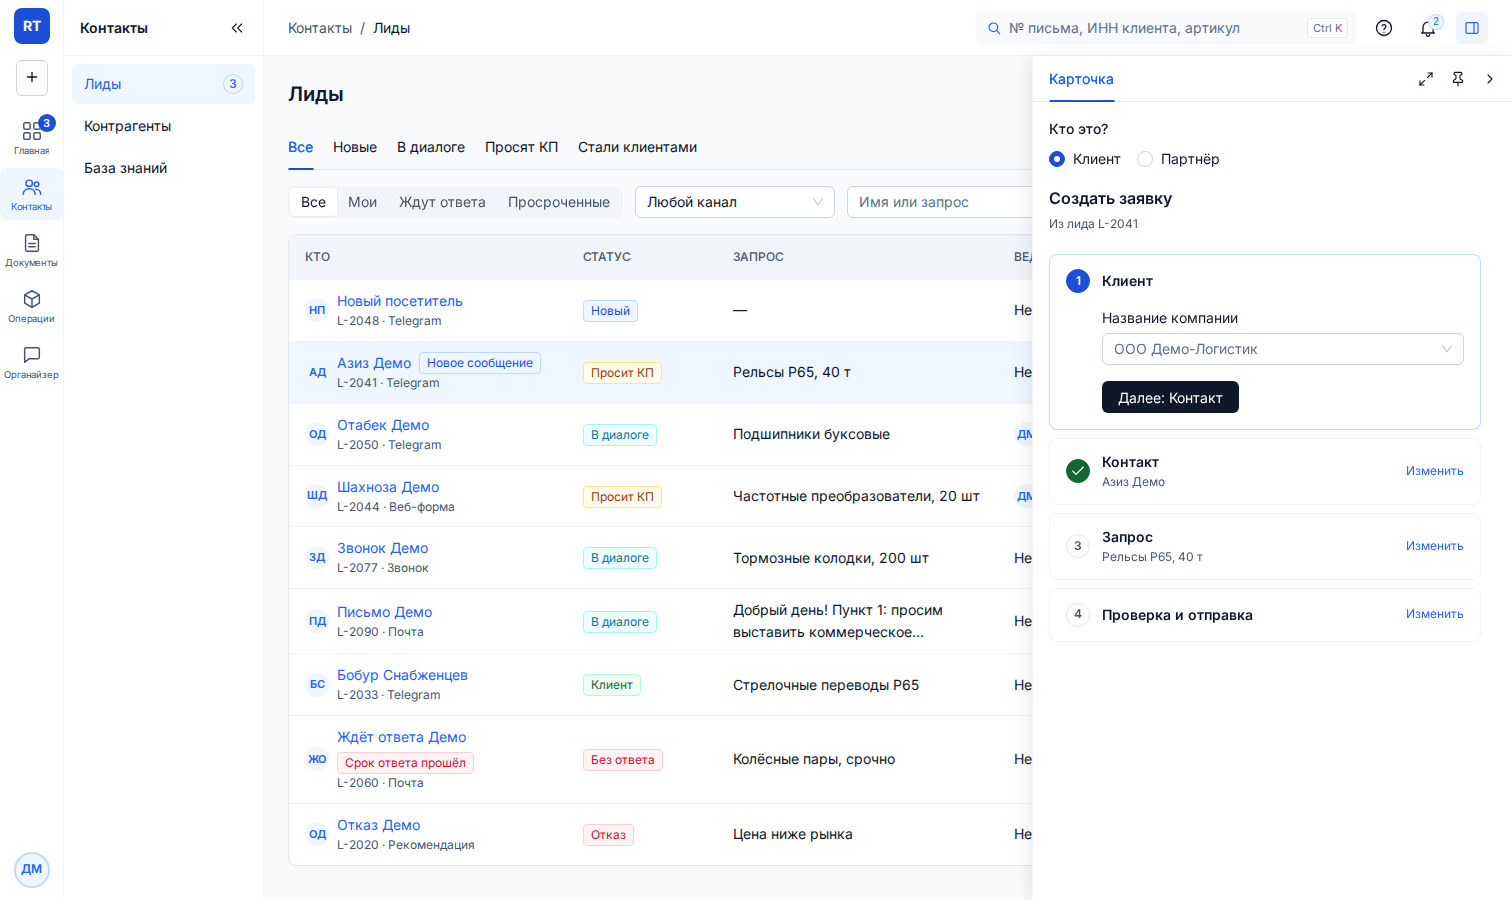 RT
Контакты
Контакты / Лиды
№ письма, ИНН клиента, артикул
Ctrl K
2
3
Главная
Контакты
Документы
Операции
Органайзер
ДМ
Лиды
3
Контрагенты
База знаний
Лиды
Все
Новые
В диалоге
Просят КП
Стали клиентами
Все
Мои
Ждут ответа
Просроченные
Любой канал
Имя или запрос
КТО
СТАТУС
ЗАПРОС
НП
Новый посетитель
L-2048 · Telegram
Новый
—
Не
АД
Азиз Демо
Новое сообщение
L-2041 · Telegram
Просит КП
Рельсы Р65, 40 т
Не
ОД
Отабек Демо
L-2050 · Telegram
В диалоге
Подшипники буксовые
ШД
Шахноза Демо
L-2044 · Веб-форма
Просит КП
Частотные преобразователи, 20 шт
ЗД
Звонок Демо
L-2077 · Звонок
В диалоге
Тормозные колодки, 200 шт
Не
ПД
Письмо Демо
L-2090 · Почта
В диалоге
Добрый день! Пункт 1: просим
выставить коммерческое...
Не
БС
Бобур Снабженцев
L-2033 · Telegram
Клиент
Стрелочные переводы Р65
Не
ЖО
Ждёт ответа Демо
Срок ответа прошёл
L-2060 · Почта
Без ответа
Колёсные пары, срочно
Не
ОД
Отказ Демо
L-2020 · Рекомендация
Отказ
Цена ниже рынка
Не
Карточка
Кто это?
Клиент
Партнёр
Создать заявку
Из лида L-2041
1
Клиент
Название компании
ООО Демо-Логистик
Далее: Контакт
Контакт
Азиз Демо
Изменить
3
Запрос
Рельсы Р65, 40 т
Изменить
4
Проверка и отправка
Изменить